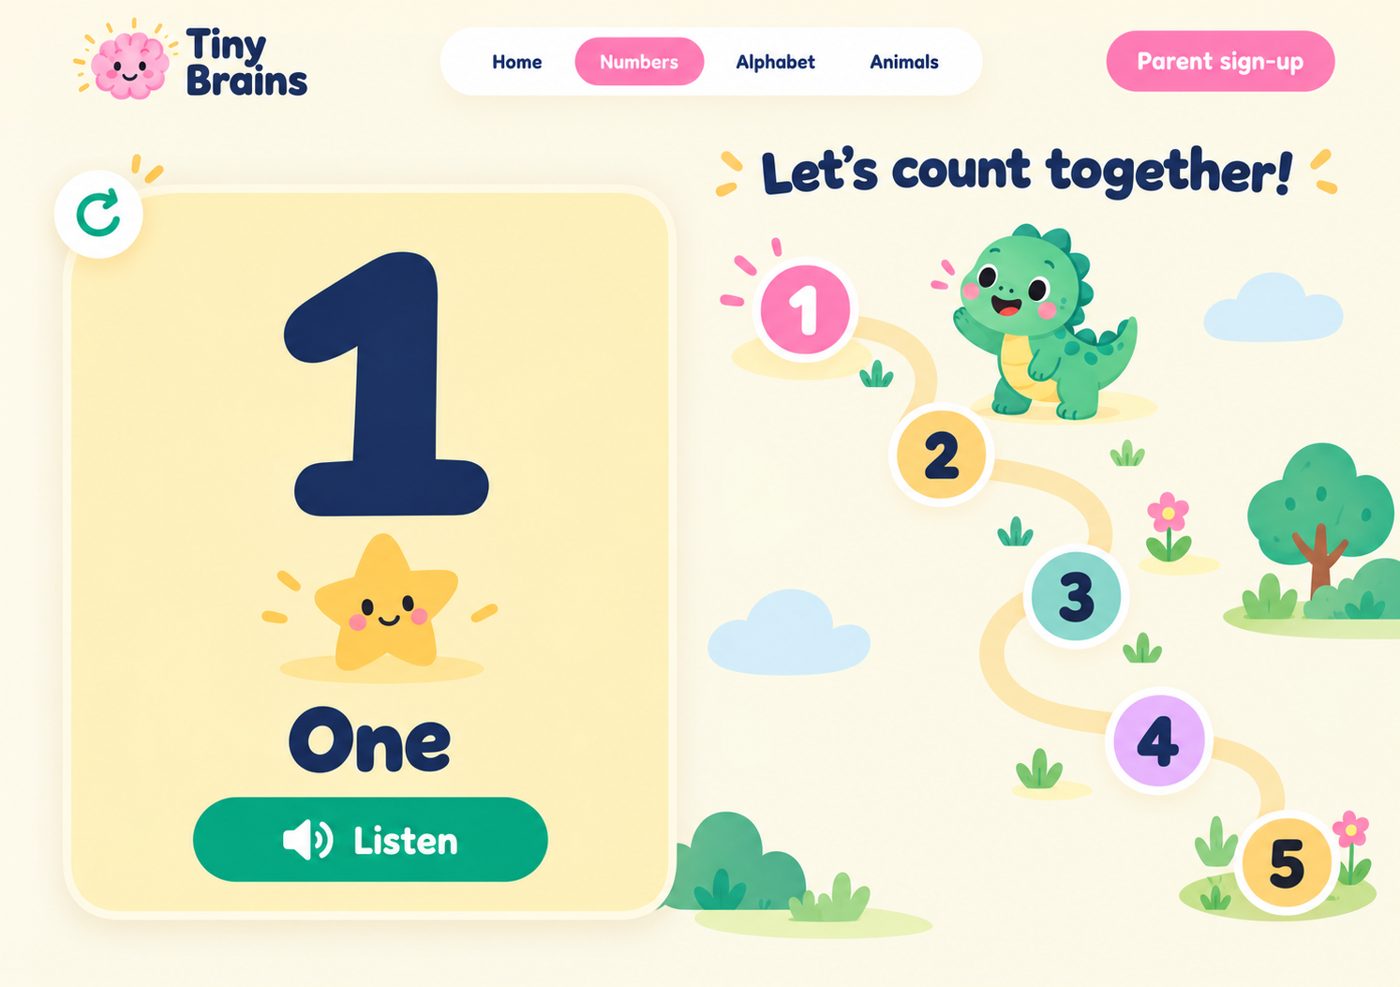 Tiny
Brains
Home
Numbers
Alphabet
Animals
Parent sign-up
1
One
Listen
Let's count together!
1
2
3
4
5